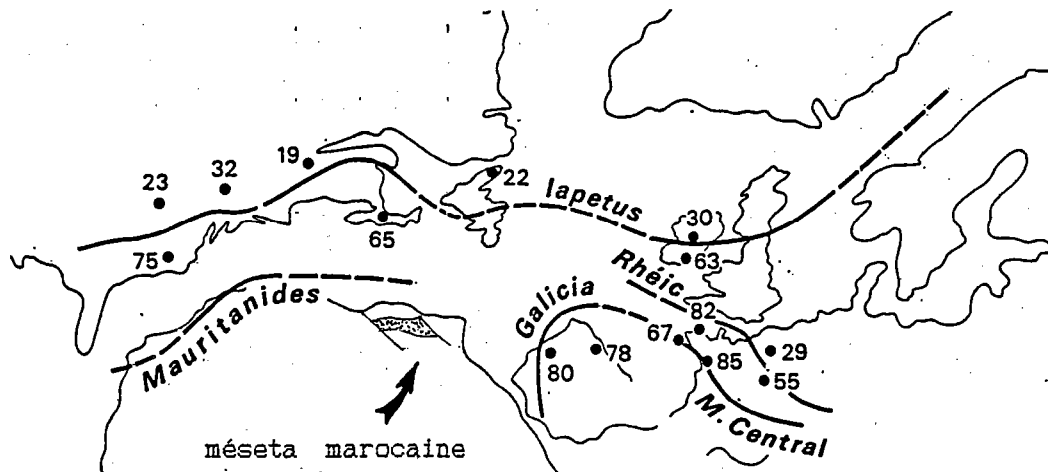 19
32
23
22
Iapetus
30
65
63
75
Rhéic
Mauritanides
Galicia
82
67
29
78
85
80
55
M. Central
méseta marocaine